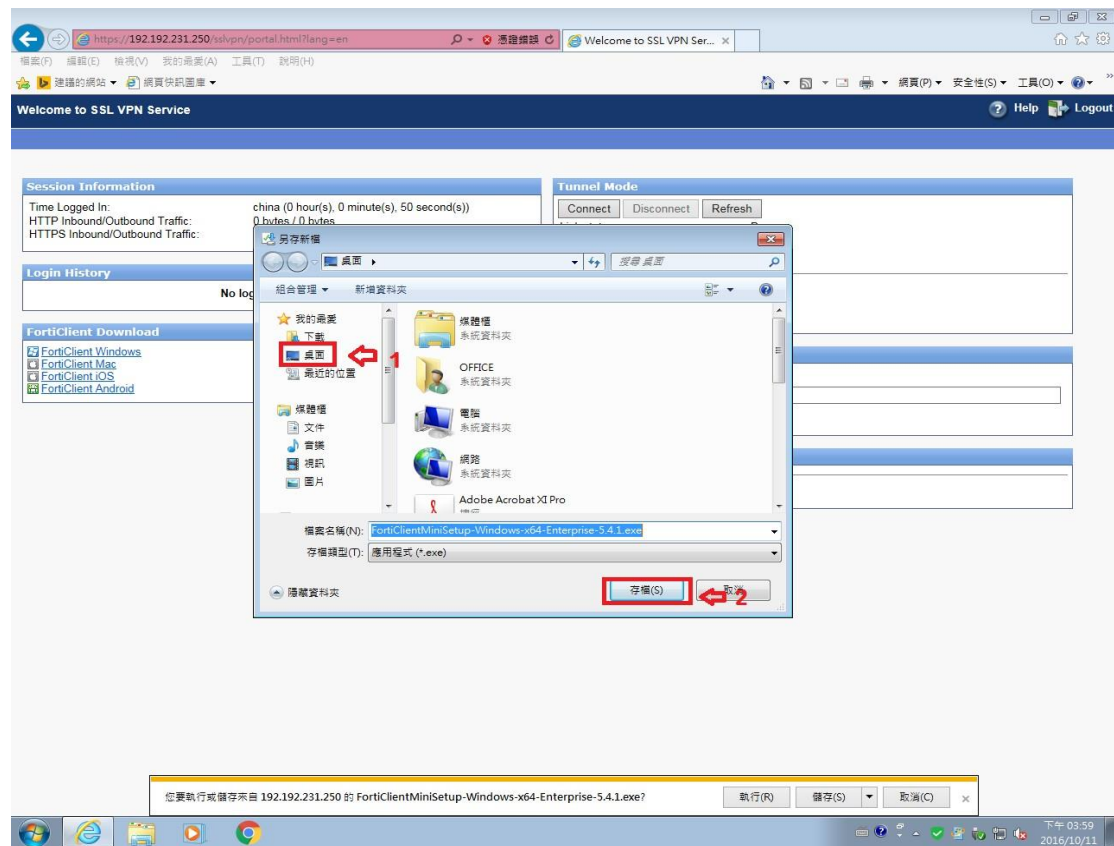 https://192.192.231.250/sslvpn/portal.html?lang=en
憑證錯誤
Welcome to SSL VPN Ser...
檔案(F) 編輯(E) 檢視(V) 我的最愛(A) 工具(T) 說明(H)
建議的網站 網頁快訊圖庫
網頁(P) 安全性(S) 工具(O)
Welcome to SSL VPN Service
Help Logout
Session Information
Time Logged In: china (0 hour(s), 0 minute(s), 50 second(s))
HTTP Inbound/Outbound Traffic: 0 bytes / 0 bytes
HTTPS Inbound/Outbound Traffic:
Login History
No log
FortiClient Download
FortiClient Windows
FortiClient Mac
FortiClient iOS
FortiClient Android
Tunnel Mode
Connect Disconnect Refresh
另存新檔
桌面
搜尋 桌面
組合管理 新增資料夾
我的最愛
下載
桌面
1
最近的位置
媒體櫃
文件
音樂
視訊
圖片
媒體櫃
系統資料夾
OFFICE
系統資料夾
電腦
系統資料夾
網路
系統資料夾
Adobe Acrobat XI Pro
檔案名稱(N): FortiClientMiniSetup-Windows-x64-Enterprise-5.4.1.exe
存檔類型(T): 應用程式 (*.exe)
隱藏資料夾
存檔(S)
取消
2
您要執行或儲存來自 192.192.231.250 的 FortiClientMiniSetup-Windows-x64-Enterprise-5.4.1.exe?
執行(R) 儲存(S) 取消(C)
下午 03:59
2016/10/11